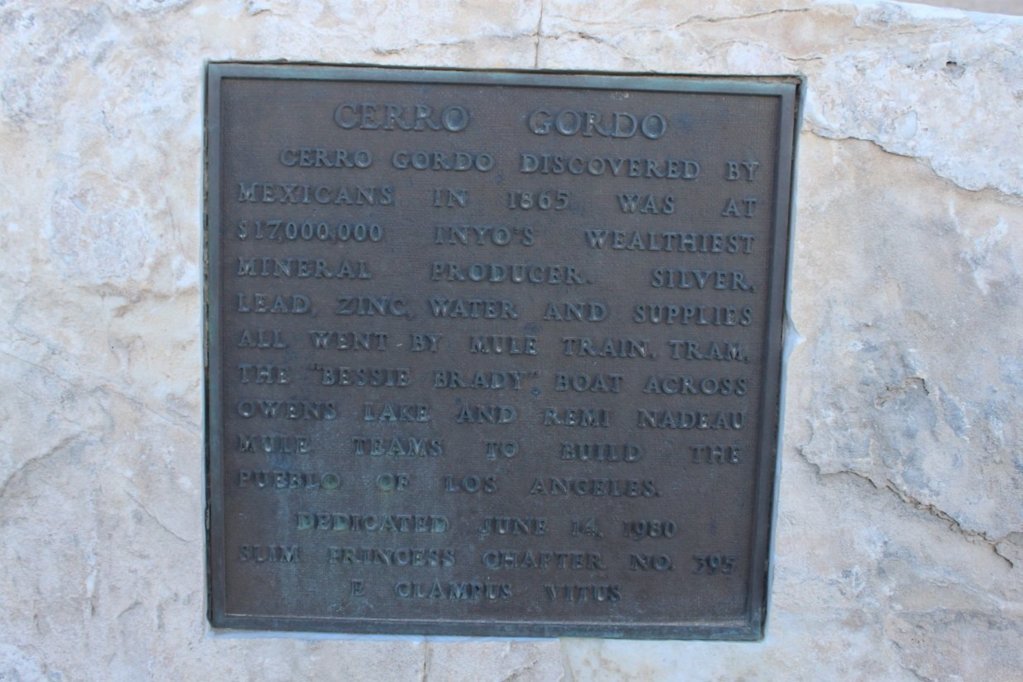 CERRO GORDO
CERRO GORDO DISCOVERED BY
MEXICANS IN 1865 WAS AT
$17,000,000 INYO'S WEALTHIEST
MINERAL PRODUCER. SILVER,
LEAD, ZINC, WATER AND SUPPLIES
ALL WENT BY MULE TRAIN, TRAM,
THE "BESSIE BRADY", BOAT ACROSS
OWENS LAKE AND REMI NADEAU
MULE TEAMS TO BUILD THE
PUEBLO OF LOS ANGELES.
DEDICATED JUNE 14, 1980
SLIM PRINCESS CHAPTER NO. 395
E CLAMPUS VITUS